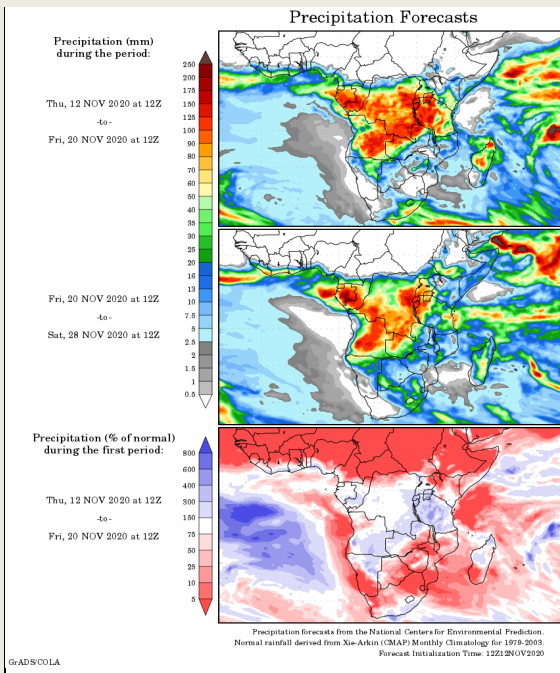 Precipitation Forecasts
Precipitation (mm)
during the period:
Thu, 12 NOV 2020 at 12Z
-to-
Fri, 20 NOV 2020 at 12Z
250
200
175
150
125
100
90
80
70
60
50
40
35
30
25
20
16
13
10
7.5
5
2.5
2
1.5
1
0.5
Fri, 20 NOV 2020 at 12Z
-to-
Sat, 28 NOV 2020 at 12Z
Precipitation (% of normal)
during the first period:
Thu, 12 NOV 2020 at 12Z
-to-
Fri, 20 NOV 2020 at 12Z
800
600
400
300
150
75
50
25
10
5
Precipitation forecasts from the National Centers for Environmental Prediction.
Normal rainfall derived from Xie-Arkin (CMAP) Monthly Climatology for 1979-2003.
Forecast Initialization Time: 12Z12NOV2020
GrADS/COLA